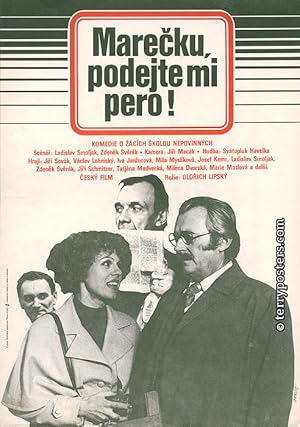 Marečku,
podejte mi
pero!
KOMEDIE O ŽÁCÍCH ŠKOLOU NEPOVINNÝCH
Scénář: Ladislav Smoljak, Zdeněk Svěrák • Kamera: Jiří Macák • Hudba: Svatopluk Havelka
Hrají: Jiří Sovák, Václav Lohniský, Iva Janžurová, Míla Myslíková, Josef Kemr, Ladislav Smoljak,
Zdeněk Svěrák, Jiří Schmitzer, Taťjana Medvecká, Milena Dvorská, Marie Motlová a další.
ČESKÝ FILM Režie: OLDŘICH LIPSKÝ
© terryposters.com